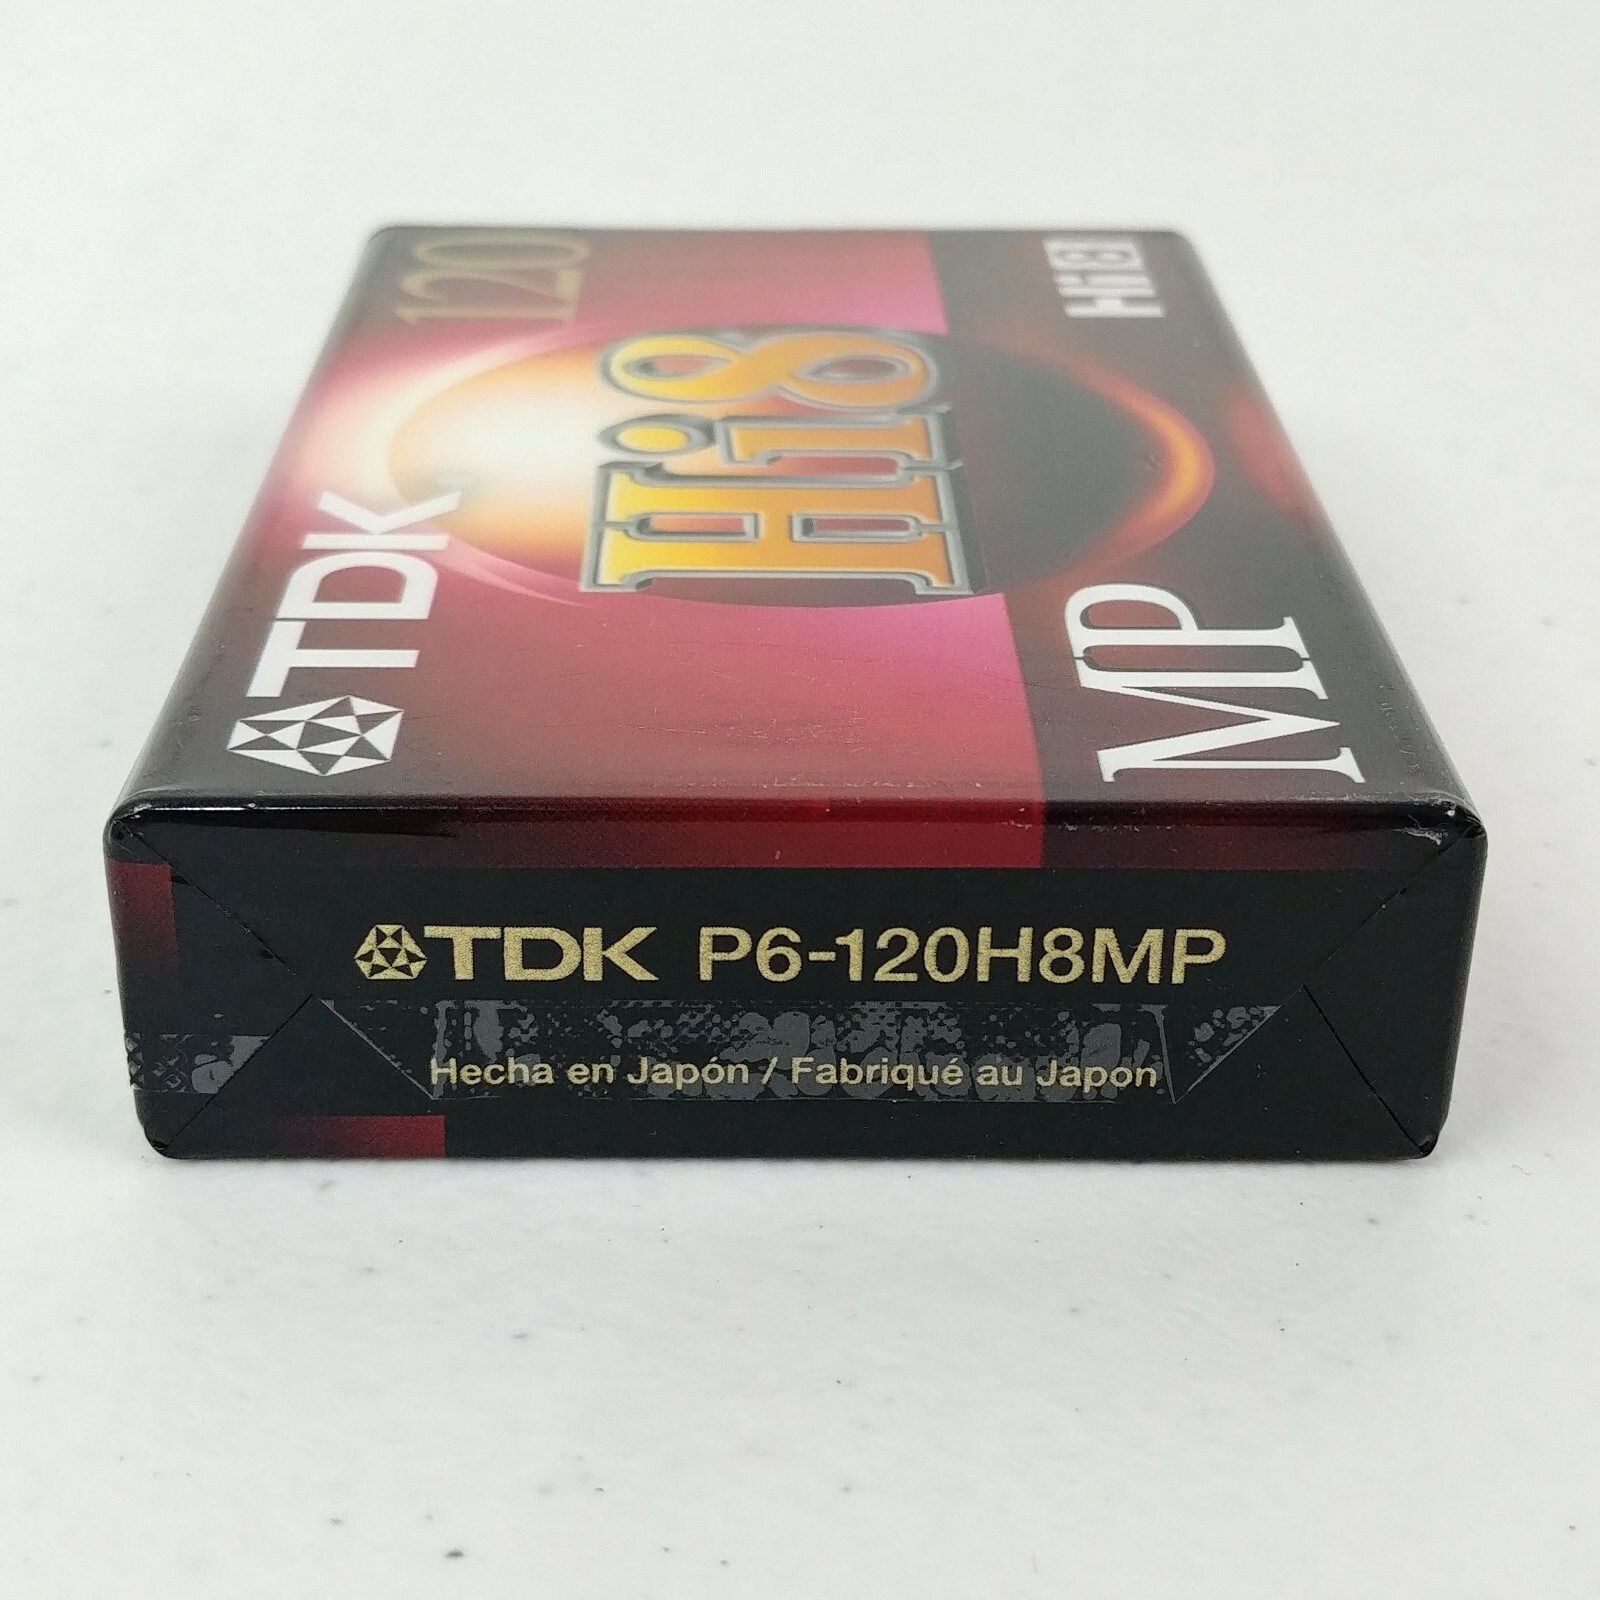 TDK
120
Hi8
MP
Hi8
TDK P6-120H8MP
Hecha en Japón / Fabriqué au Japon